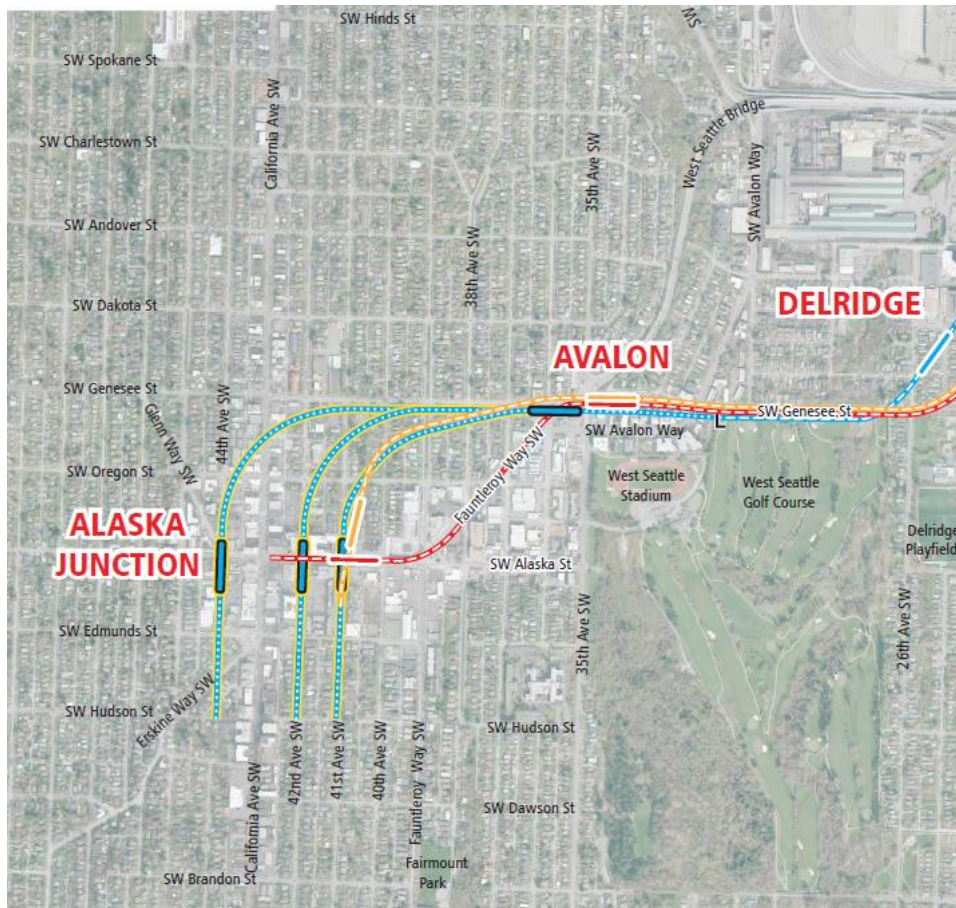 SW Hinds St
SW
SW Spokane St
California Ave SW
West Seattle Bridge
SW Charlestown St
35th Ave SW
SW Avalon Way
SW Andover St
38th Ave SW
SW Dakota St
DELRIDGE
AVALON
SW Genesee St
44th Ave SW
Glenn Way SW
SW Genesee St
SW Avalon Way
Fauntleroy Way SW
SW Oregon St
West Seattle
Stadium
West Seattle
Golf Course
ALASKA
JUNCTION
Delridge
Playfield
SW Alaska St
SW Edmunds St
35th Ave SW
26th Ave SW
Erskine Way SW
SW Hudson St
SW Hudson St
42nd Ave SW
41st Ave SW
40th Ave SW
Fauntleroy Way SW
California Ave SW
SW Dawson St
Fairmount
Park
SW Brandon St